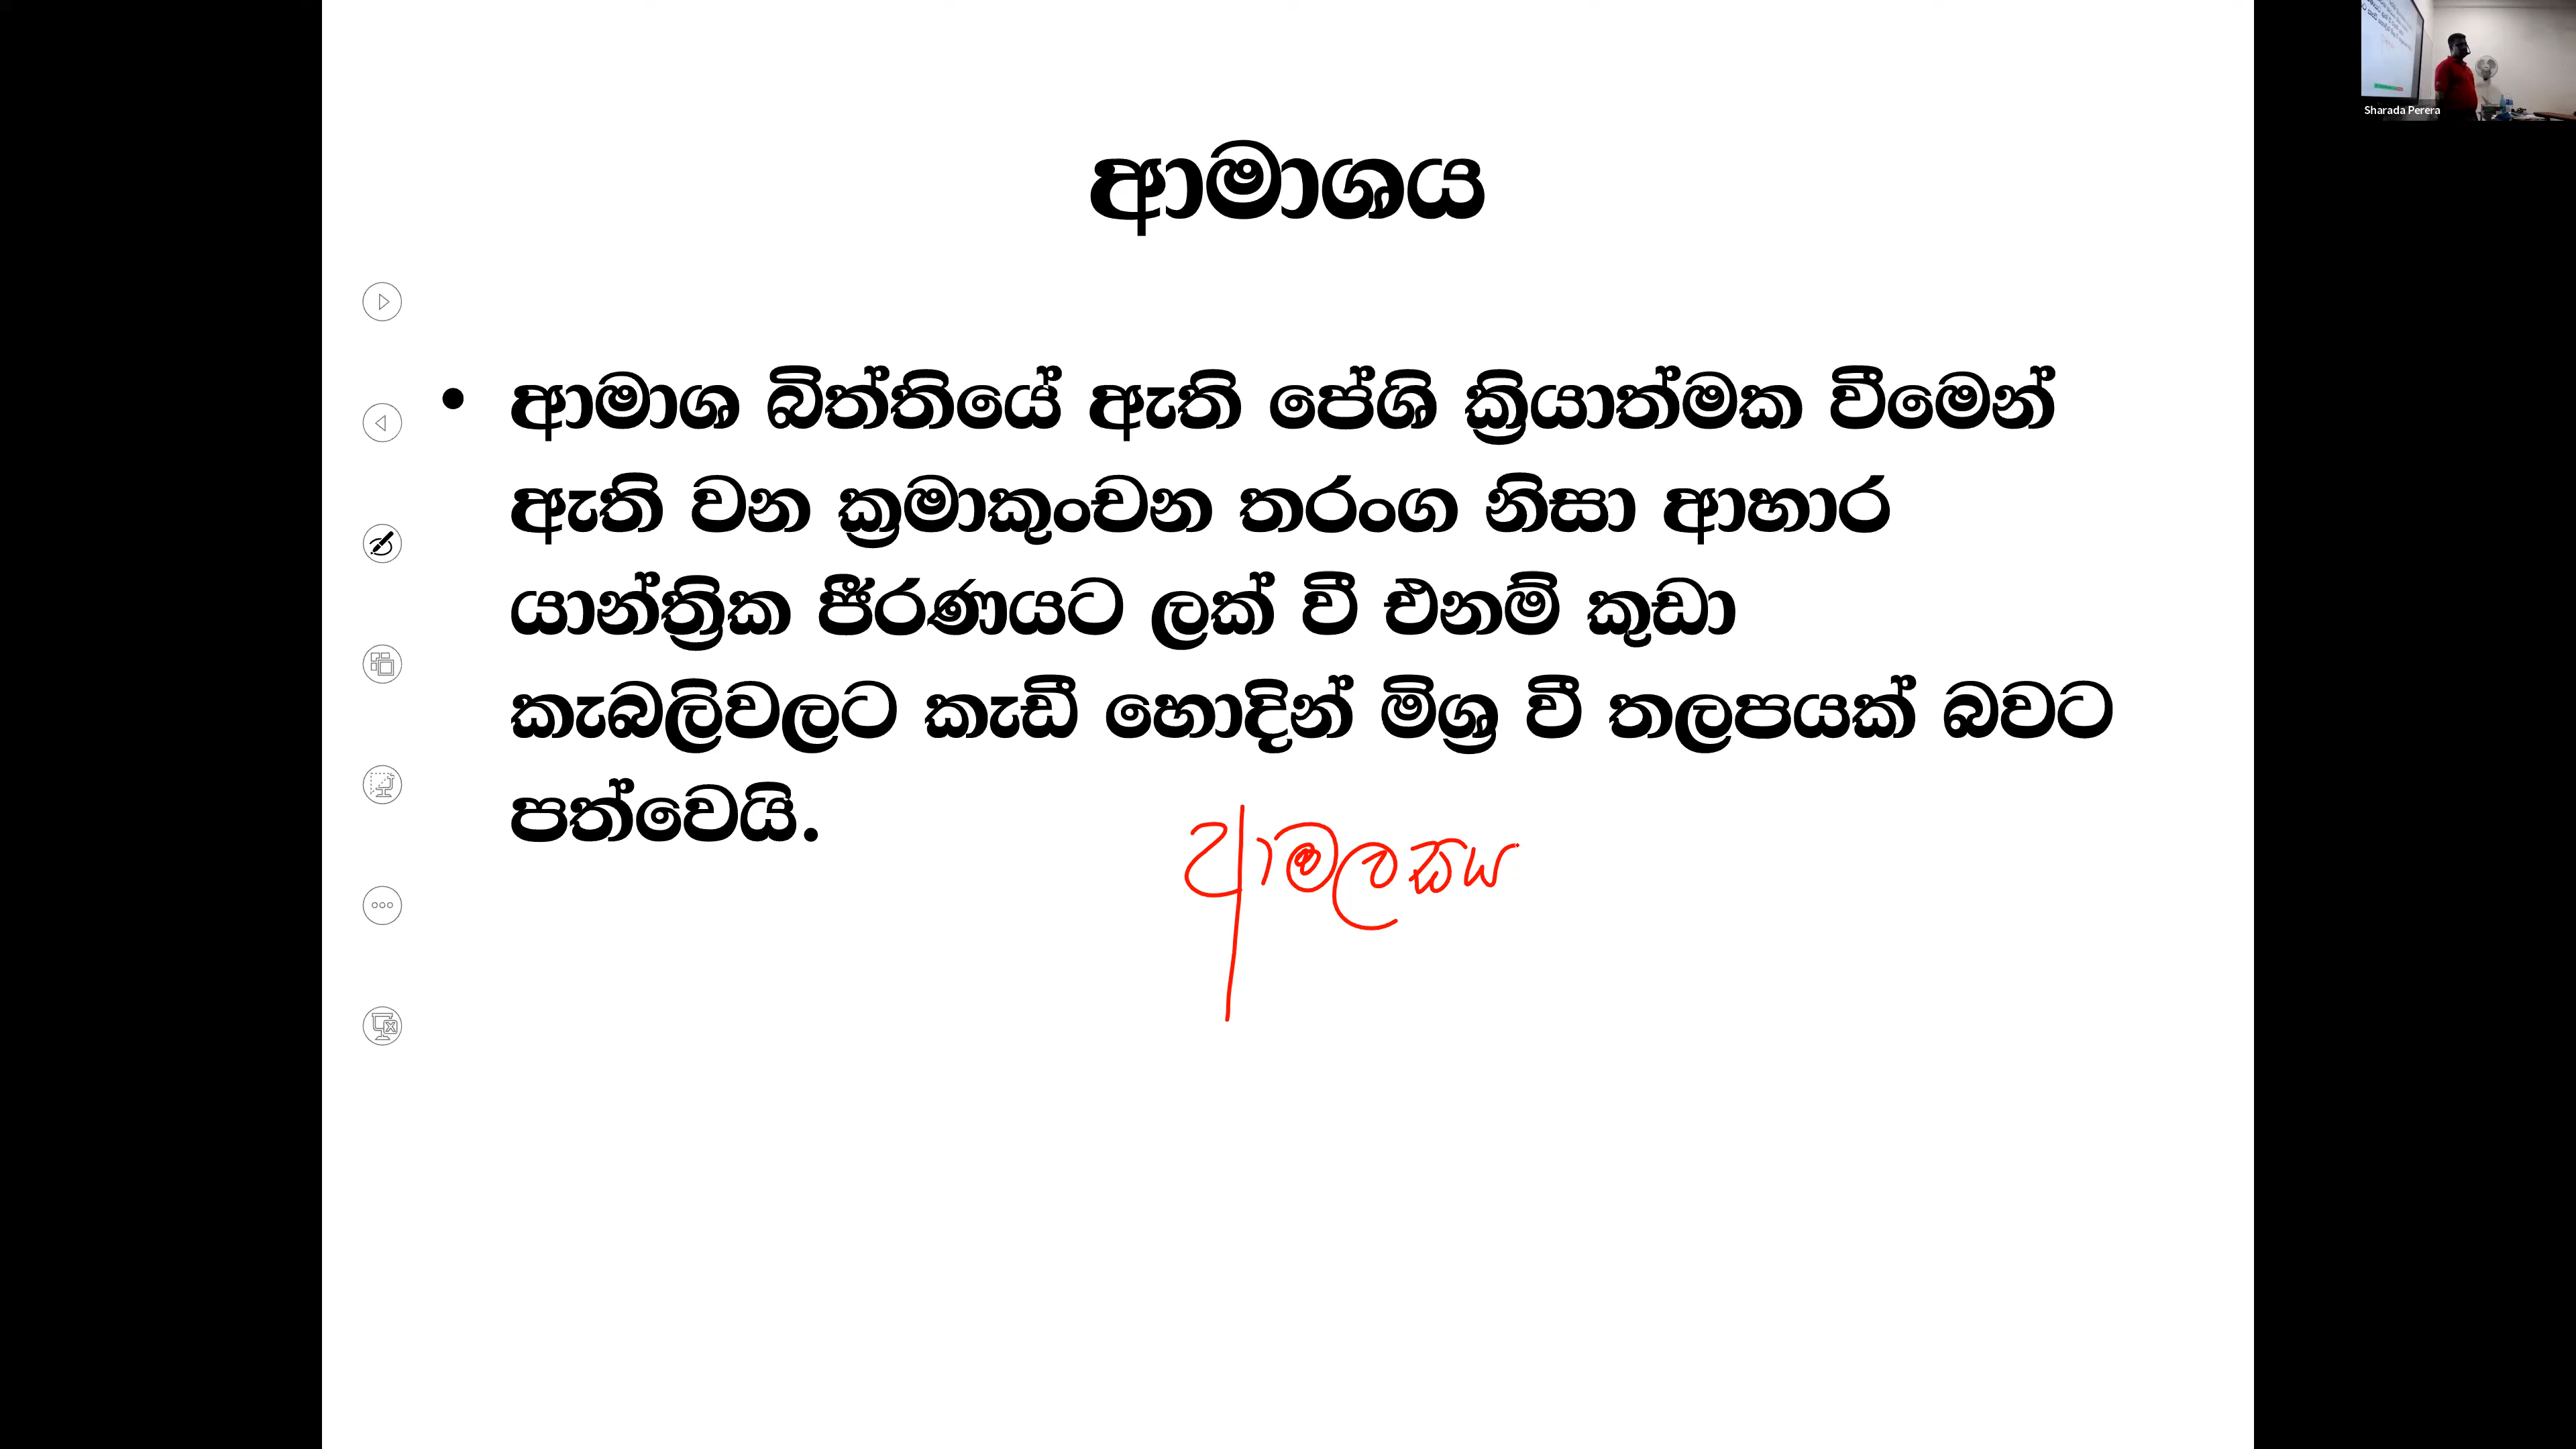 ආමාශය
• ආමාශ බිත්තියේ ඇති පේශි ක්‍රියාත්මක වීමෙන්
ඇති වන ක්‍රමාකුංචන තරංග නිසා ආහාර
යාන්ත්‍රික ජීරණයට ලක් වී එනම් කුඩා
කැබලිවලට කැඩී හොදින් මිශ්‍ර වී තලපයක් බවට
පත්වෙයි.
ආමලසය
Sharada Perera